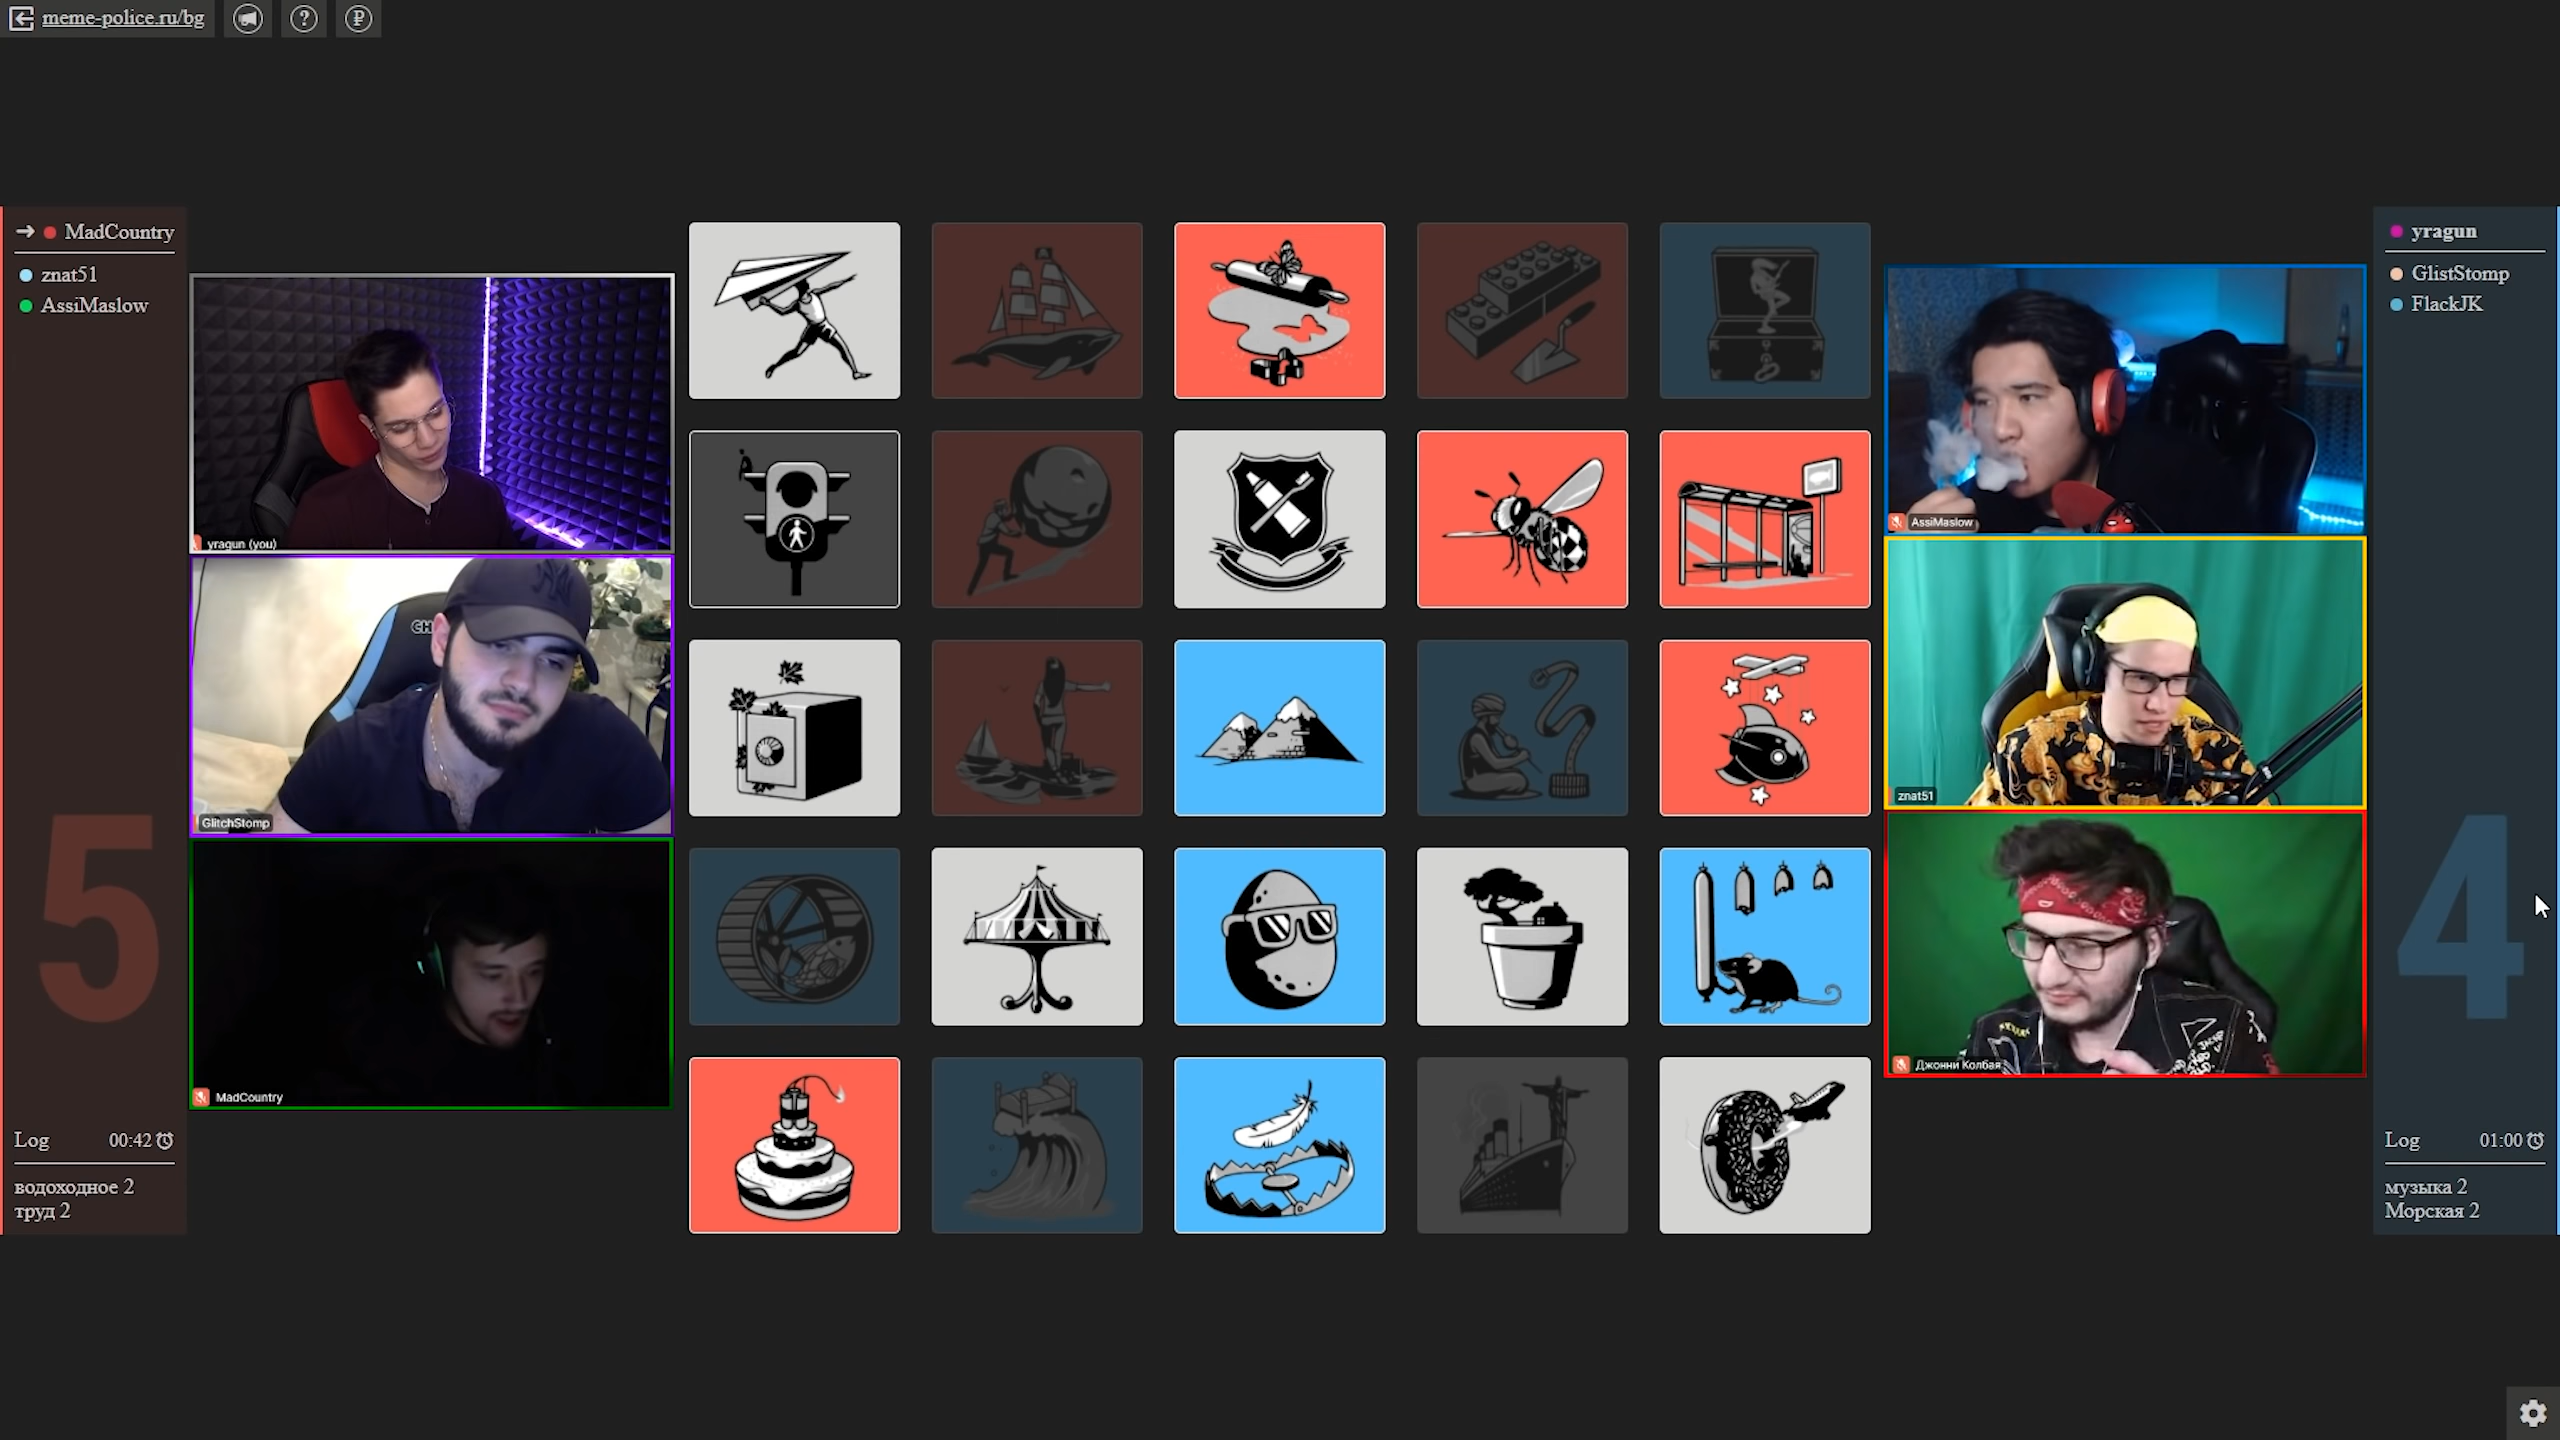 meme-police.ru/bg
MadCountry
znat51
AssiMaslow
5
Log 00:42
водоходное 2
труд 2
yragun (you)
CH
GlitchStomp
MadCountry
AssiMaslow
znat51
Джонни Колбая
yragun
GlistStomp
FlackJK
4
Log 01:00
музыка 2
Морская 2